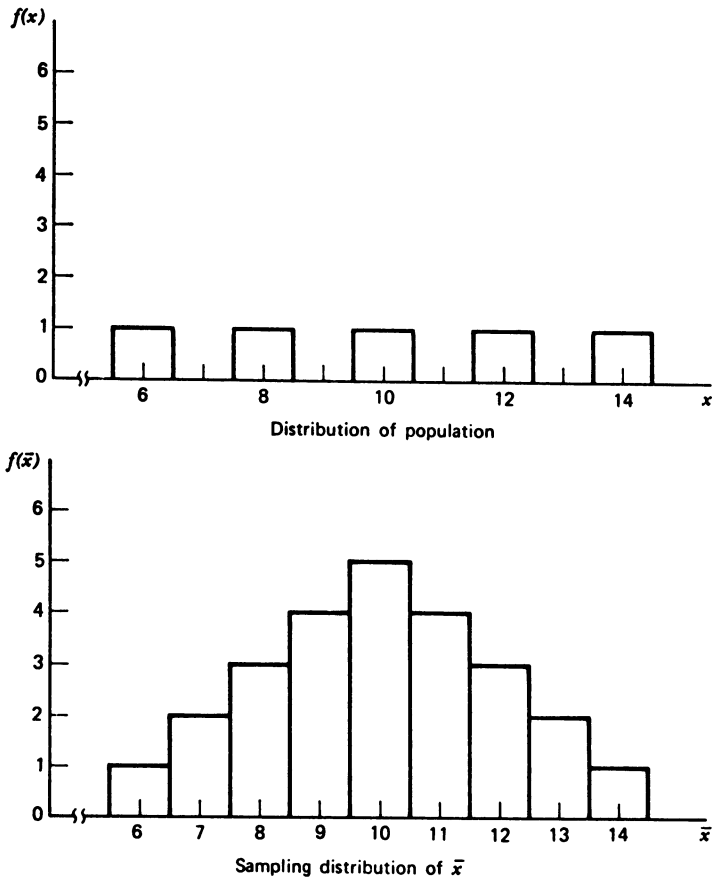 f(x)
6
5
4
3
2
1
0
6 8 10 12 14 x
Distribution of population
f(x̄)
6
5
4
3
2
1
0
6 7 8 9 10 11 12 13 14 x̄
Sampling distribution of x̄